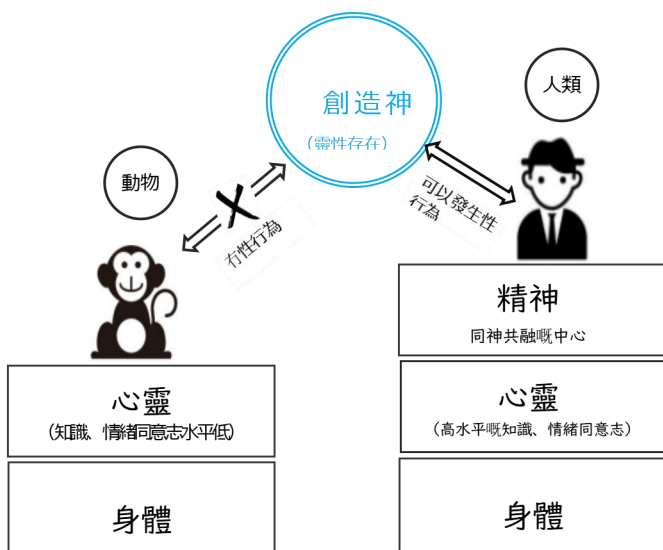 創造神
（靈性存在）
人類
動物
冇性行為
可以發生性
行為
精神
同神共融嘅中心
心靈
（知識、情緒同意志水平低）
心靈
（高水平嘅知識、情緒同意志）
身體
身體